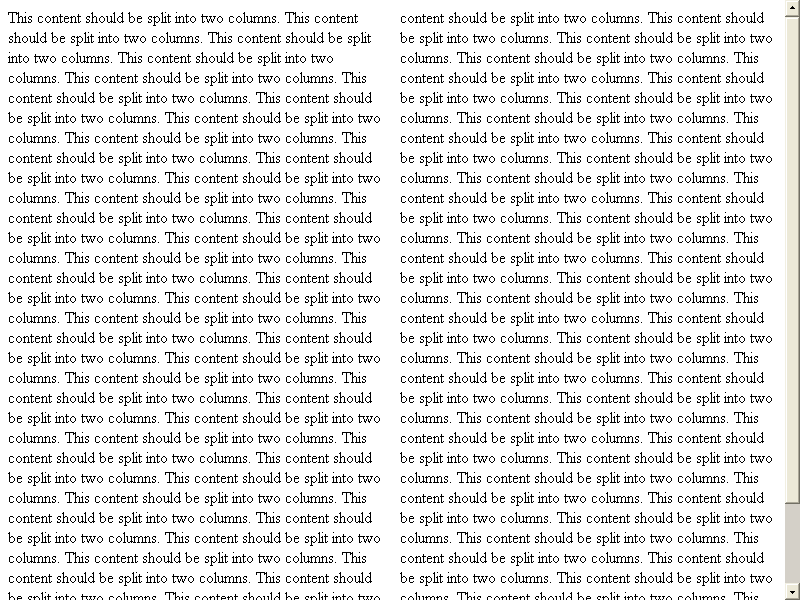 This content should be split into two columns. This content
should be split into two columns. This content should be split
into two columns. This content should be split into two
columns. This content should be split into two columns. This
content should be split into two columns. This content should
be split into two columns. This content should be split into two
columns. This content should be split into two columns. This
content should be split into two columns. This content should
be split into two columns. This content should be split into two
columns. This content should be split into two columns. This
content should be split into two columns. This content should
be split into two columns. This content should be split into two
columns. This content should be split into two columns. This
content should be split into two columns. This content should
be split into two columns. This content should be split into two
columns. This content should be split into two columns. This
content should be split into two columns. This content should
be split into two columns. This content should be split into two
columns. This content should be split into two columns. This
content should be split into two columns. This content should
be split into two columns. This content should be split into two
columns. This content should be split into two columns. This
content should be split into two columns. This content should
be split into two columns. This content should be split into two
columns. This content should be split into two columns. This
content should be split into two columns. This content should
be split into two columns. This content should be split into two
columns. This content should be split into two columns. This
content should be split into two columns. This content should
be split into two columns. This content should be split into two
content should be split into two columns. This content should
be split into two columns. This content should be split into two
columns. This content should be split into two columns. This
content should be split into two columns. This content should
be split into two columns. This content should be split into two
columns. This content should be split into two columns. This
content should be split into two columns. This content should
be split into two columns. This content should be split into two
columns. This content should be split into two columns. This
content should be split into two columns. This content should
be split into two columns. This content should be split into two
columns. This content should be split into two columns. This
content should be split into two columns. This content should
be split into two columns. This content should be split into two
columns. This content should be split into two columns. This
content should be split into two columns. This content should
be split into two columns. This content should be split into two
columns. This content should be split into two columns. This
content should be split into two columns. This content should
be split into two columns. This content should be split into two
columns. This content should be split into two columns. This
content should be split into two columns. This content should
be split into two columns. This content should be split into two
columns. This content should be split into two columns. This
content should be split into two columns. This content should
be split into two columns. This content should be split into two
columns. This content should be split into two columns. This
content should be split into two columns. This content should
be split into two columns. This content should be split into two
columns. This content should be split into two columns. This